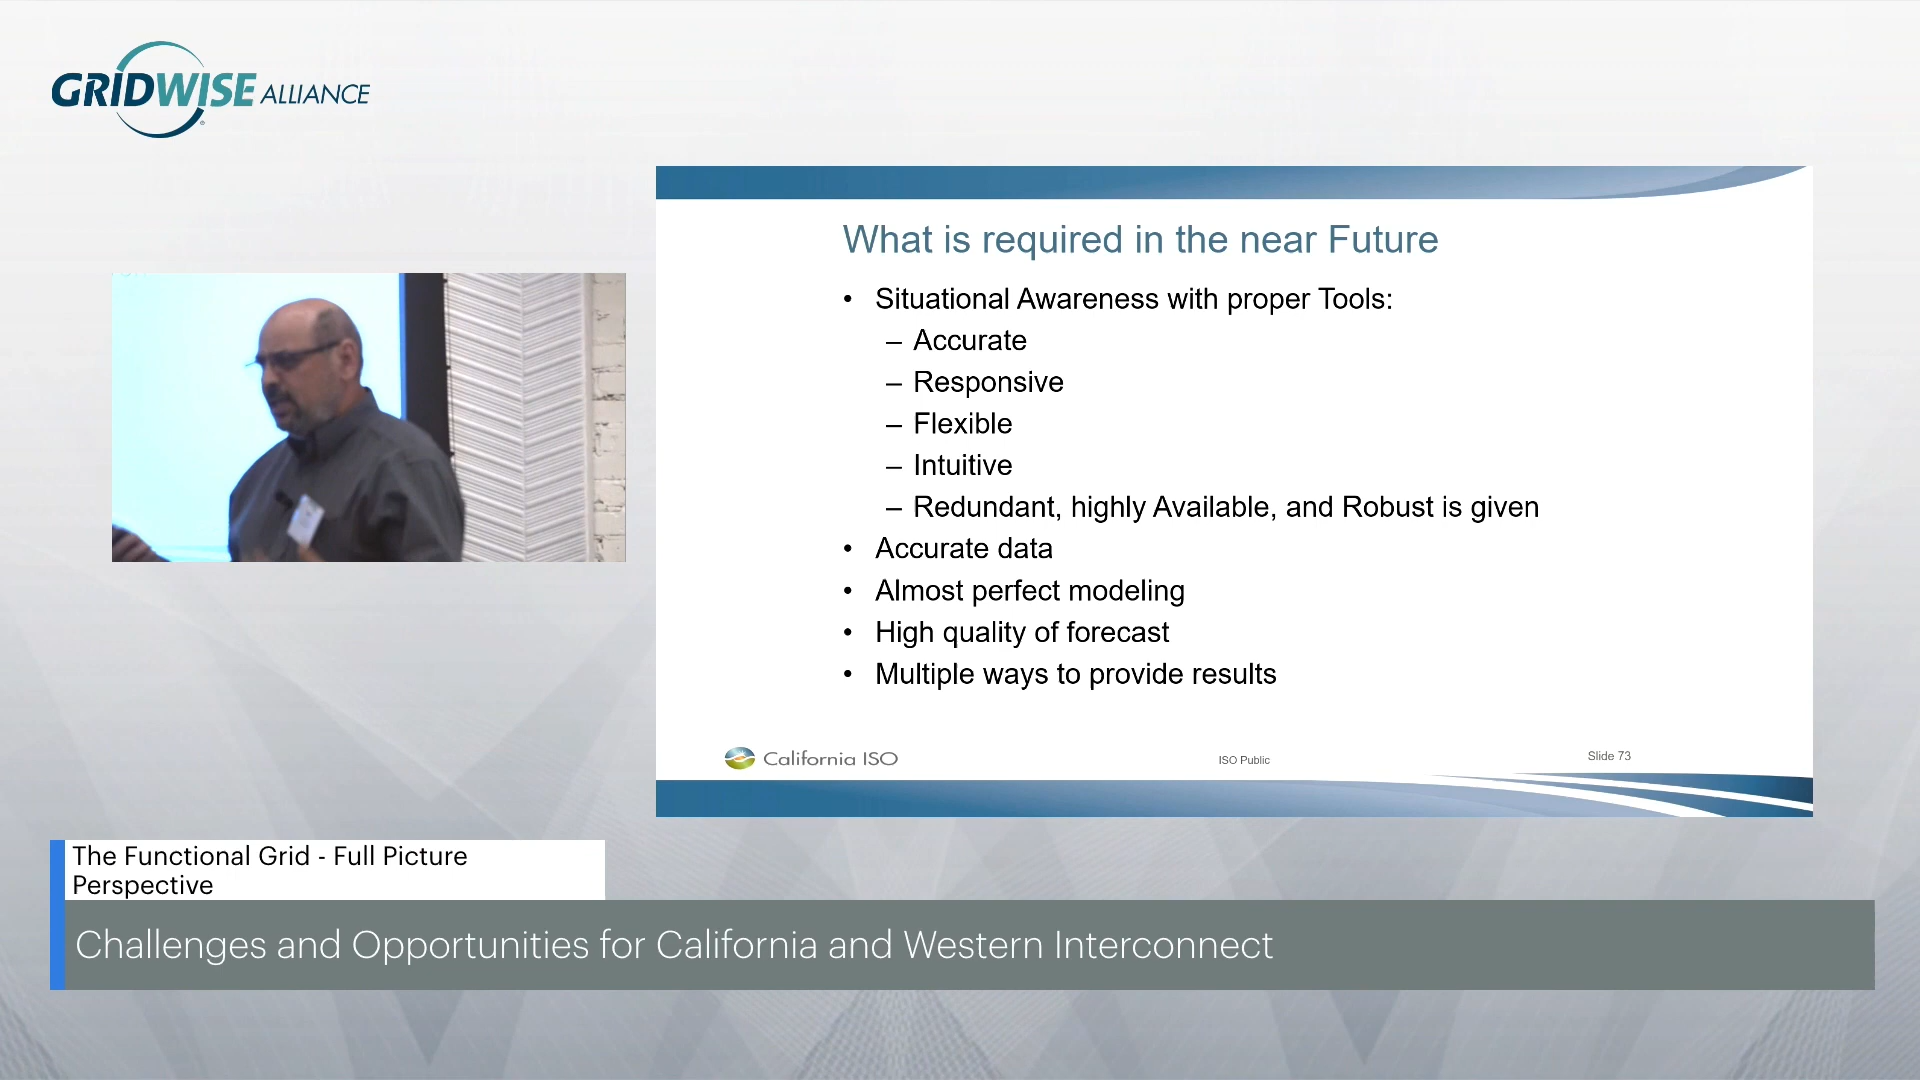 GRIDWISE ALLIANCE
What is required in the near Future
• Situational Awareness with proper Tools:
– Accurate
– Responsive
– Flexible
– Intuitive
– Redundant, highly Available, and Robust is given
• Accurate data
• Almost perfect modeling
• High quality of forecast
• Multiple ways to provide results
California ISO
ISO Public
Slide 73
The Functional Grid - Full Picture
Perspective
Challenges and Opportunities for California and Western Interconnect